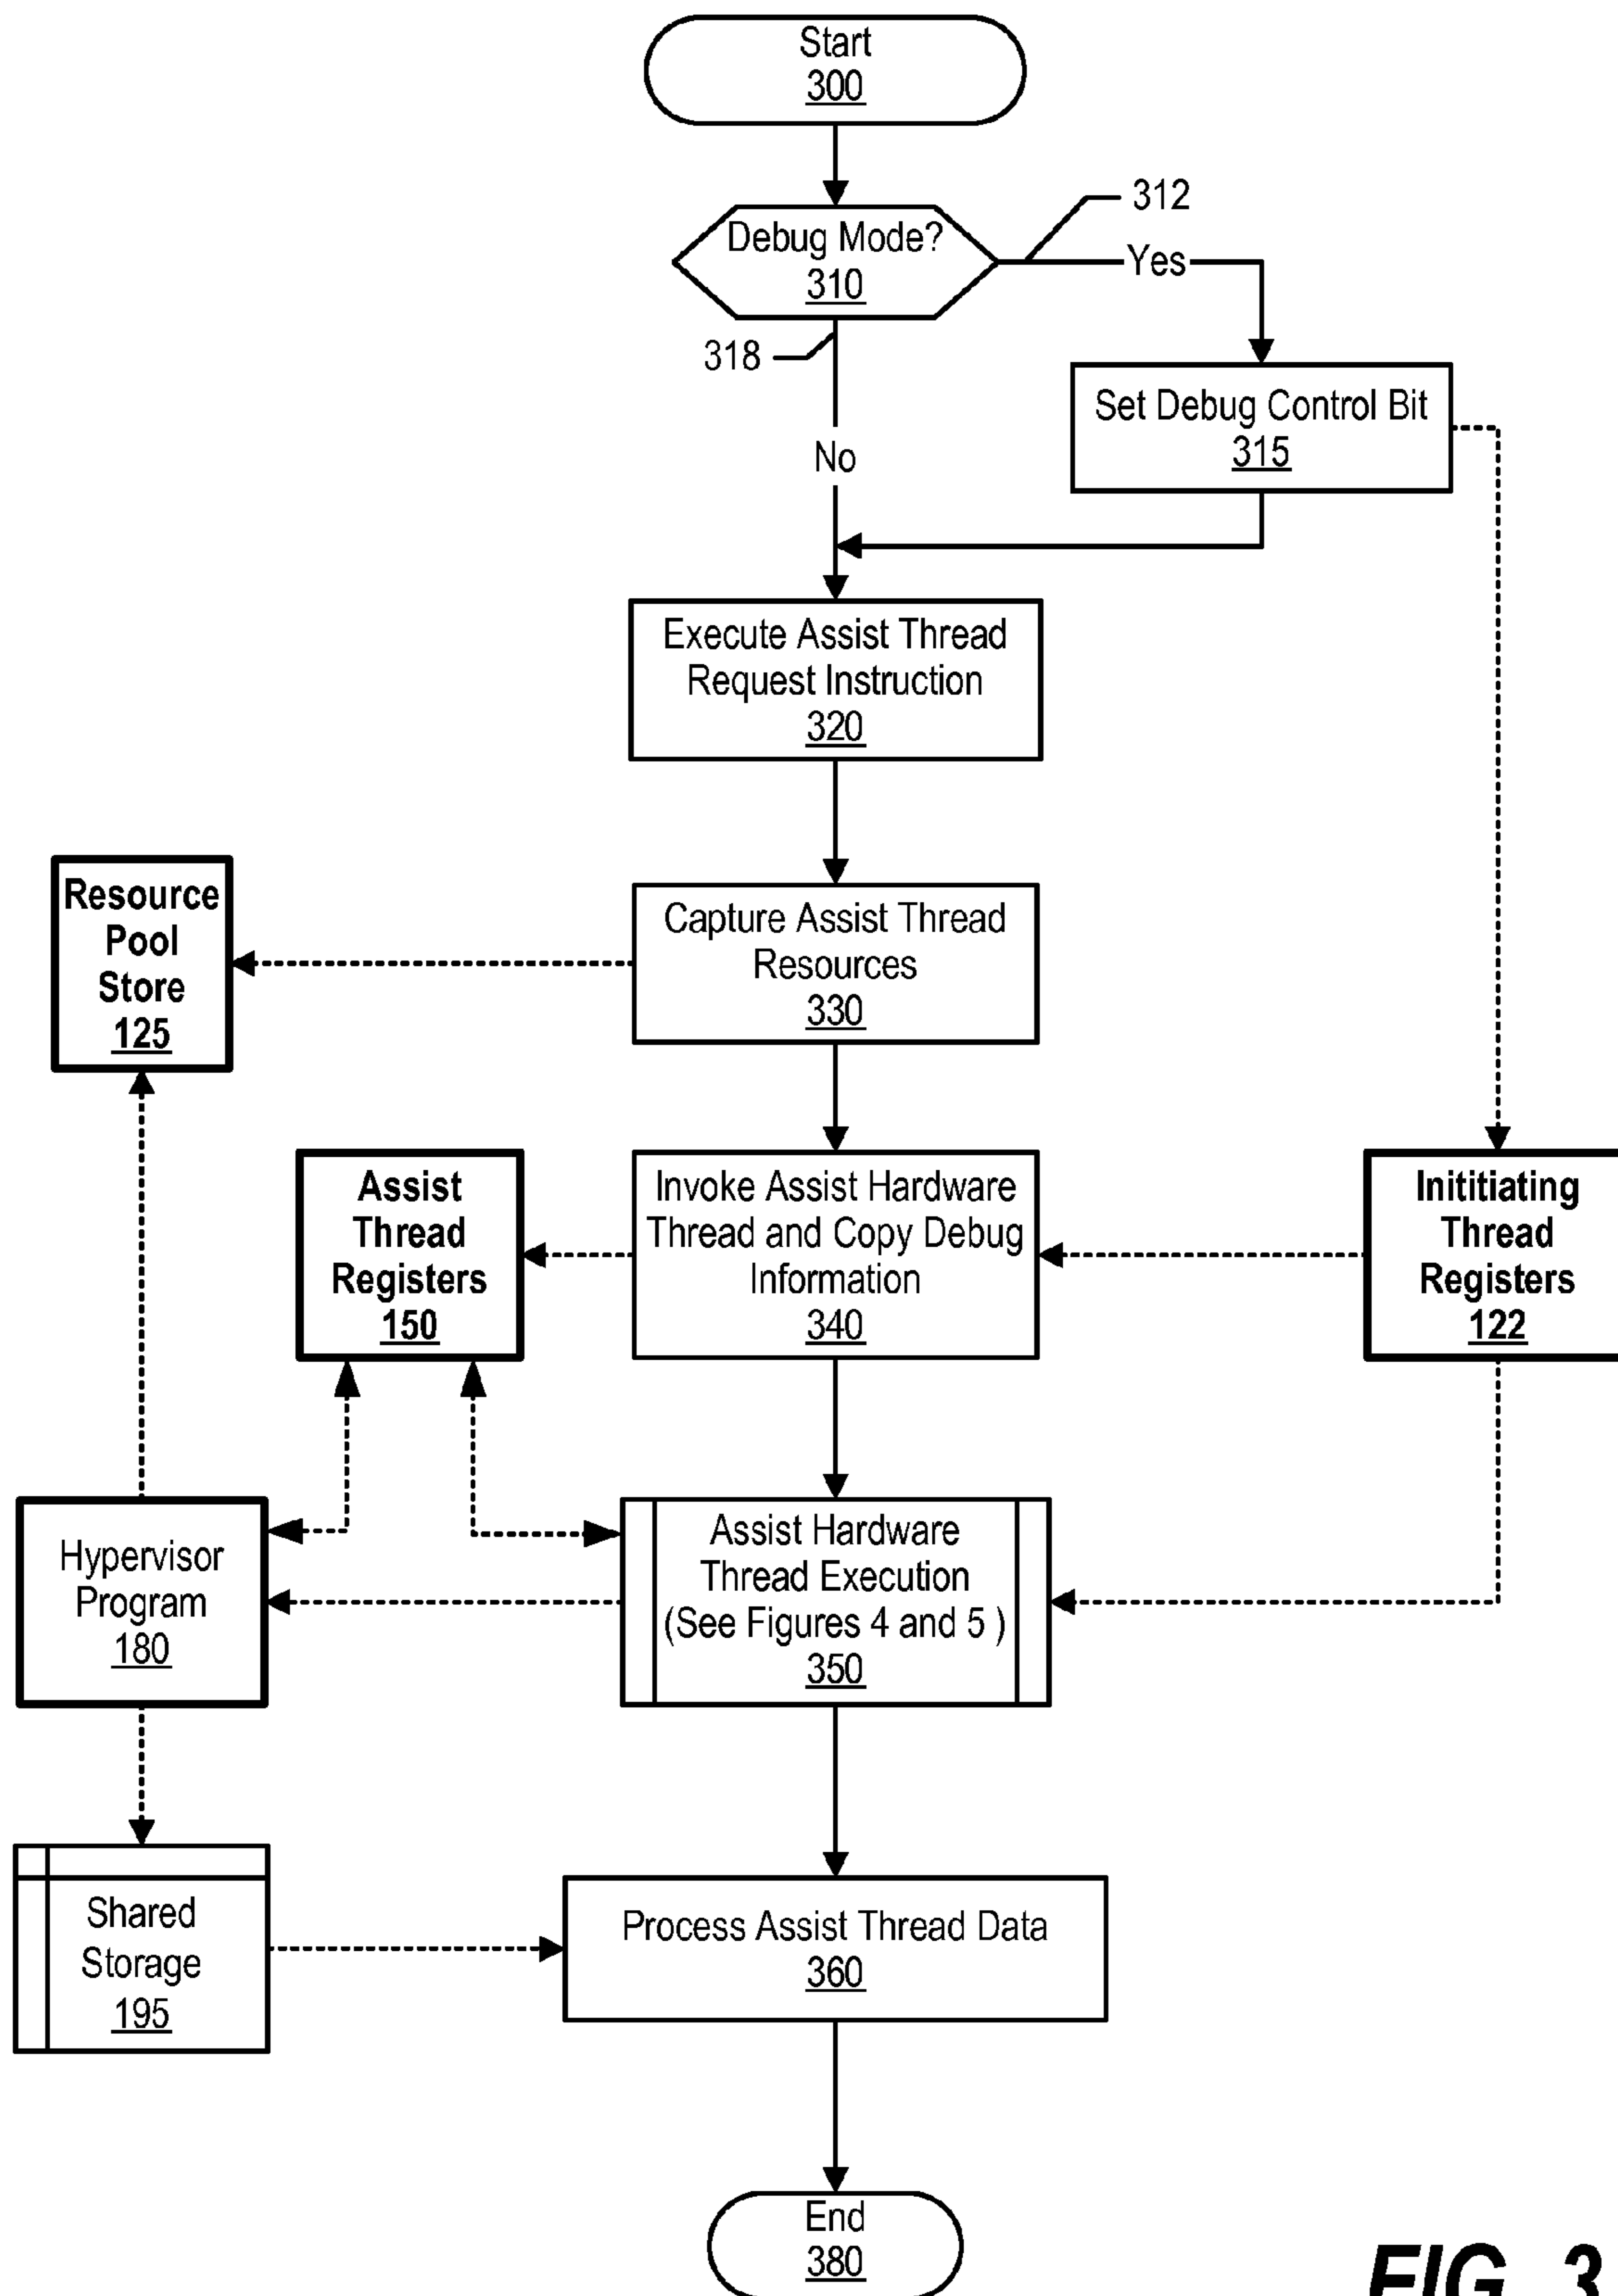 Start
300
312
Debug Mode?
310
Yes
318
Set Debug Control Bit
315
No
Execute Assist Thread
Request Instruction
320
Resource
Pool
Store
125
Capture Assist Thread
Resources
330
Assist
Thread
Registers
150
Invoke Assist Hardware
Thread and Copy Debug
Information
340
Inititiating
Thread
Registers
122
Hypervisor
Program
180
Assist Hardware
Thread Execution
(See Figures 4 and 5 )
350
Shared
Storage
195
Process Assist Thread Data
360
End
380
FIG. 3